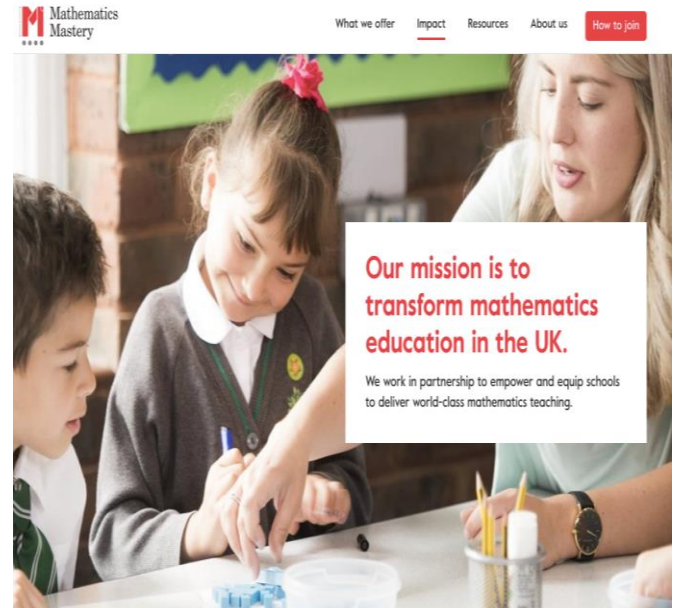 Mathematics
Mastery
What we offer Impact Resources About us How to join
Our mission is to
transform mathematics
education in the UK.
We work in partnership to empower and equip schools
to deliver world-class mathematics teaching.